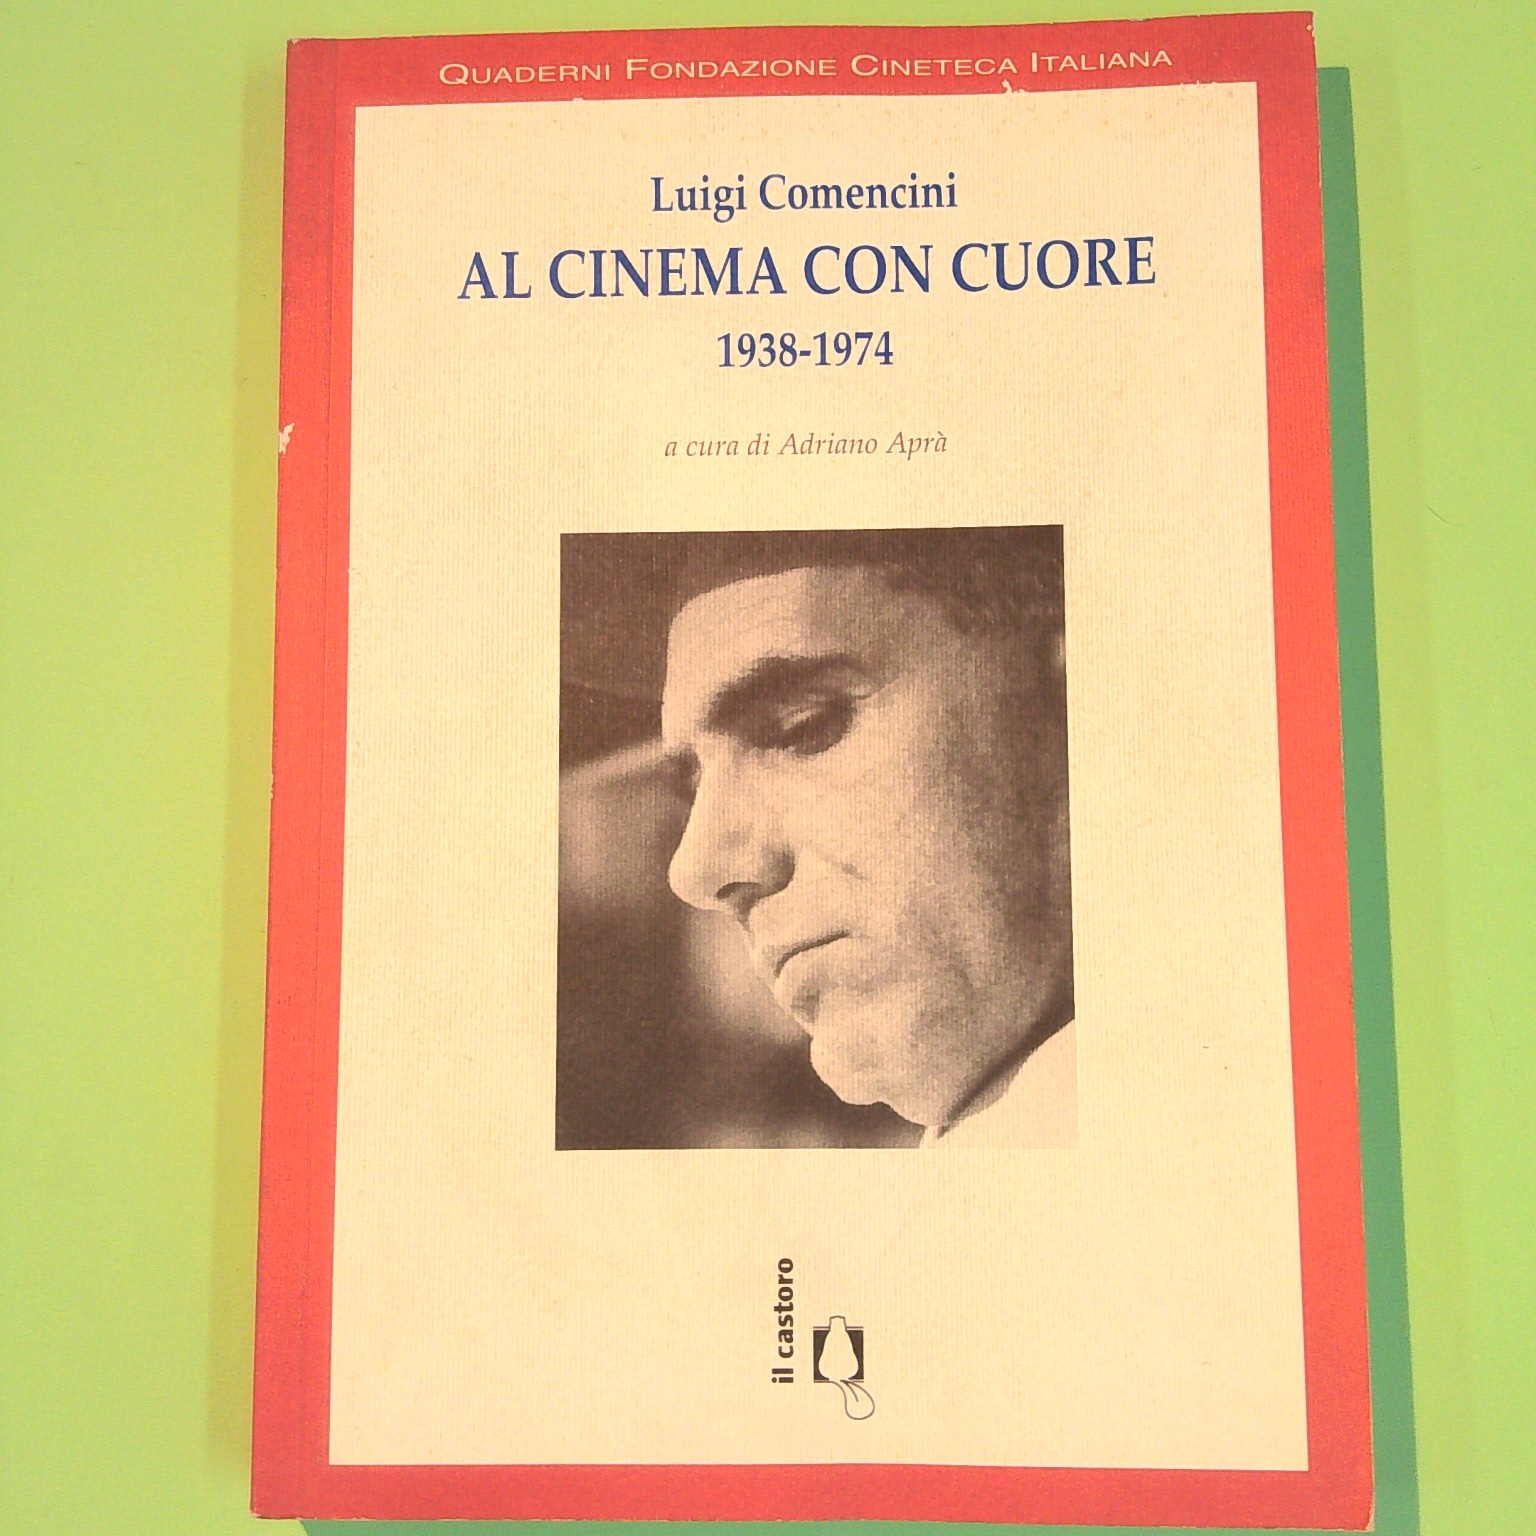 QUADERNI FONDAZIONE CINETECA ITALIANA
Luigi Comencini
AL CINEMA CON CUORE
1938-1974
a cura di Adriano Aprà
il castoro